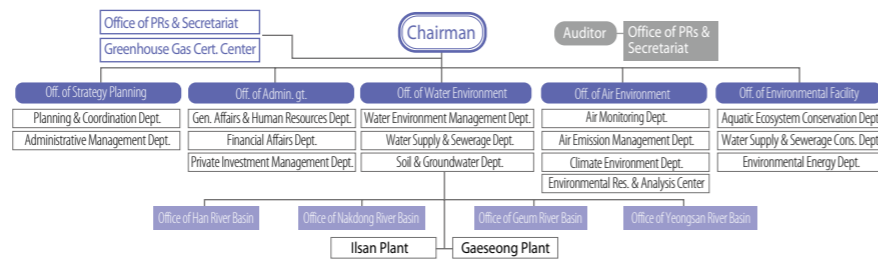 Office of PRs & Secretariat
Greenhouse Gas Cert. Center
Chairman
Auditor
Office of PRs &
Secretariat
Off. of Strategy Planning
Planning & Coordination Dept.
Administrative Management Dept.
Off. of Admin. gt.
Gen. Affairs & Human Resources Dept.
Financial Affairs Dept.
Private Investment Management Dept.
Off. of Water Environment
Water Environment Management Dept.
Water Supply & Sewerage Dept.
Soil & Groundwater Dept.
Off. of Air Environment
Air Monitoring Dept.
Air Emission Management Dept.
Climate Environment Dept.
Environmental Res. & Analysis Center
Off. of Environmental Facility
Aquatic Ecosystem Conservation Dept.
Water Supply & Sewerage Cons. Dept.
Environmental Energy Dept.
Office of Han River Basin
Office of Nakdong River Basin
Office of Geum River Basin
Office of Yeongsan River Basin
Ilsan Plant
Gaeseong Plant